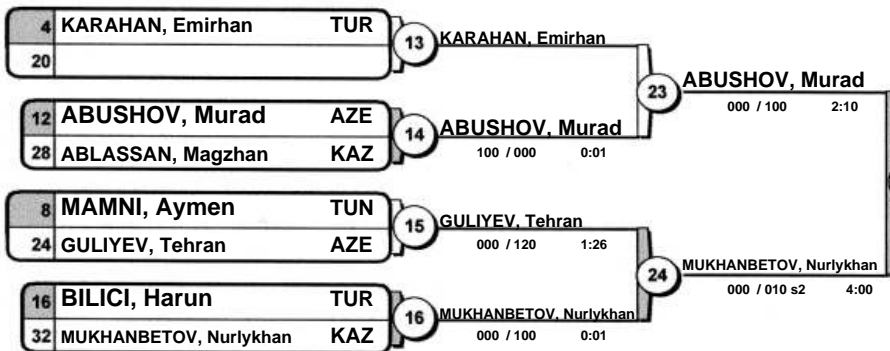 4 KARAHAN, Emirhan TUR
20
13
KARAHAN, Emirhan
12 ABUSHOV, Murad AZE
28 ABLASSAN, Magzhan KAZ
14
ABUSHOV, Murad
100 / 000 0:01
23
ABUSHOV, Murad
000 / 100 2:10
8 MAMNI, Aymen TUN
24 GULIYEV, Tehran AZE
15
GULIYEV, Tehran
000 / 120 1:26
16 BILICI, Harun TUR
32 MUKHANBETOV, Nurlykhan KAZ
16
MUKHANBETOV, Nurlykhan
000 / 100 0:01
24
MUKHANBETOV, Nurlykhan
000 / 010 s2 4:00